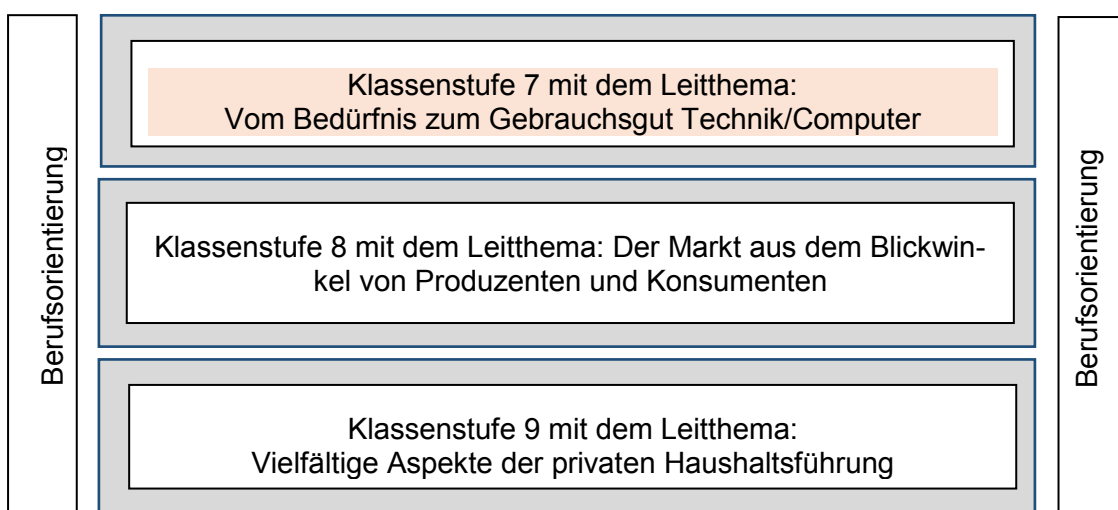 Berufsorientierung
Klassenstufe 7 mit dem Leitthema:
Vom Bedürfnis zum Gebrauchsgut Technik/Computer
Klassenstufe 8 mit dem Leitthema: Der Markt aus dem Blickwin-
kel von Produzenten und Konsumenten
Klassenstufe 9 mit dem Leitthema:
Vielfältige Aspekte der privaten Haushaltsführung
Berufsorientierung